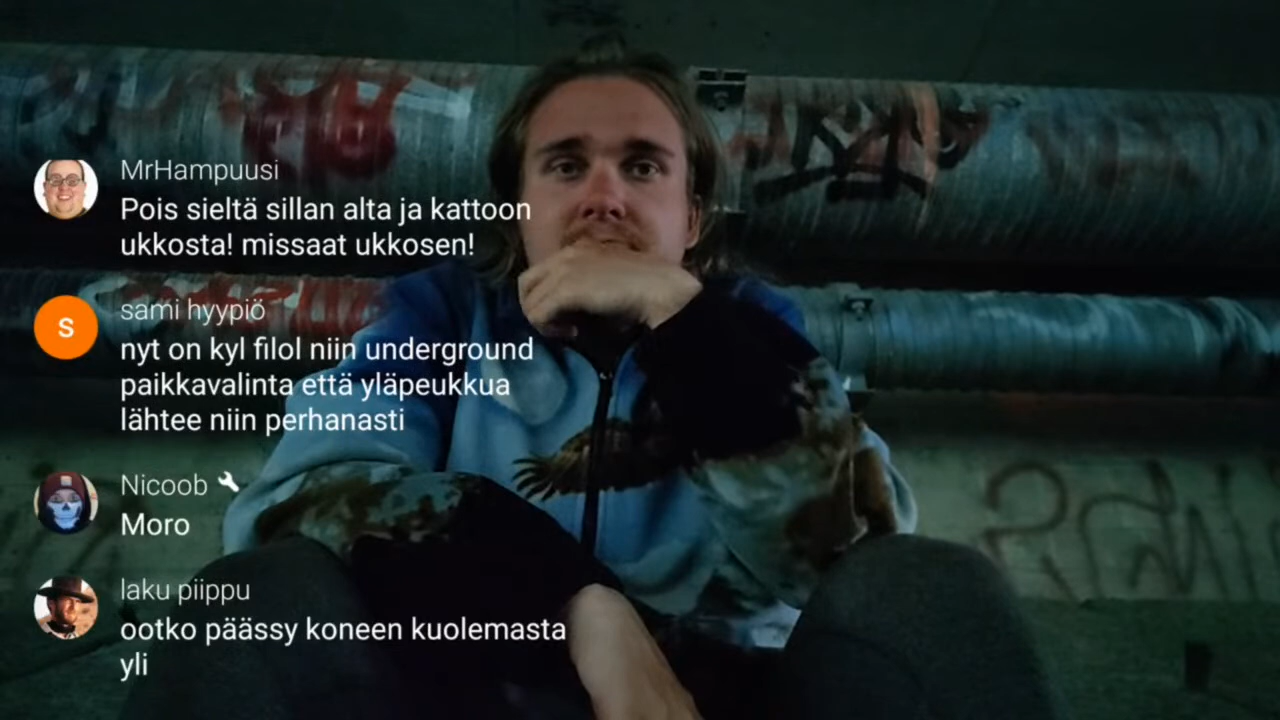 MrHampuusi
Pois sieltä sillan alta ja kattoon
ukkosta! missaat ukkosen!
S
sami hyypiö
nyt on kyl filol niin underground
paikkavalinta että yläpeukkua
lähtee niin perhanasti
Nicoob
Moro
laku piippu
ootko päässy koneen kuolemasta
yli